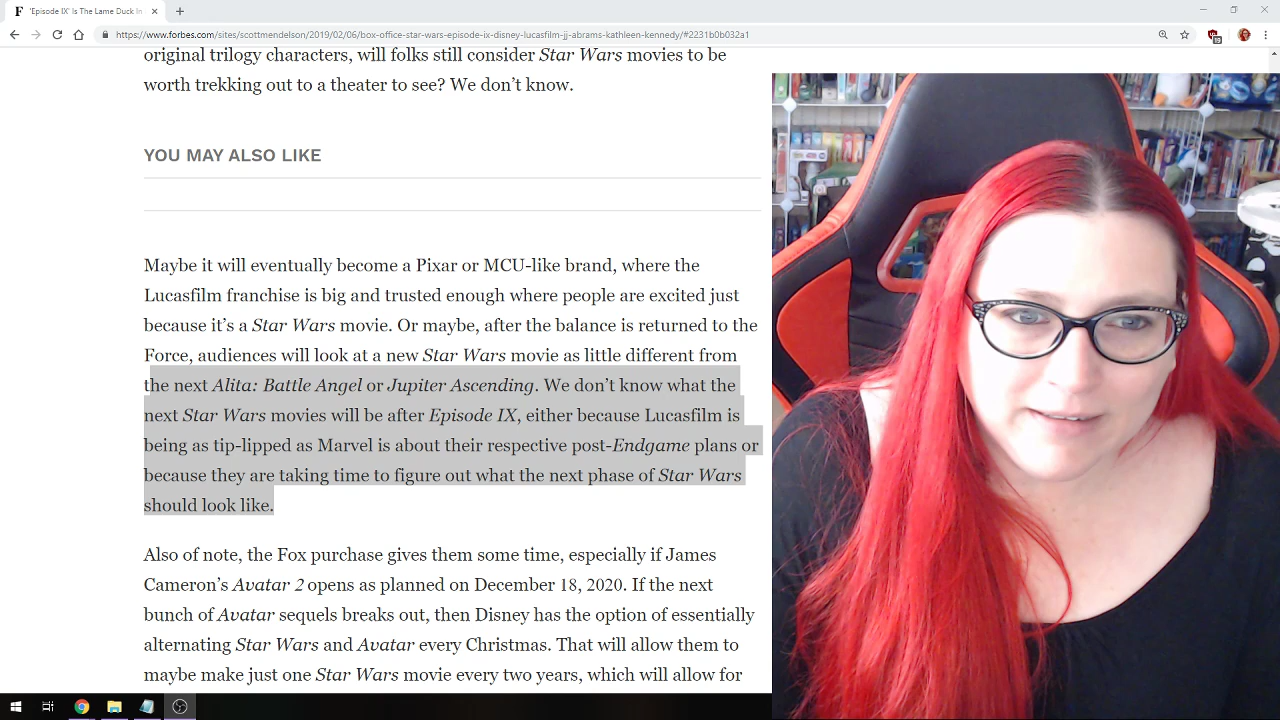 'Episode IX' Is The Lame Duck In
https://www.forbes.com/sites/scottmendelson/2019/02/06/box-office-star-wars-episode-ix-disney-lucasfilm-jj-abrams-kathleen-kennedy/#2231b0b032a1
original trilogy characters, will folks still consider Star Wars movies to be
worth trekking out to a theater to see? We don’t know.
YOU MAY ALSO LIKE
Maybe it will eventually become a Pixar or MCU-like brand, where the
Lucasfilm franchise is big and trusted enough where people are excited just
because it’s a Star Wars movie. Or maybe, after the balance is returned to the
Force, audiences will look at a new Star Wars movie as little different from
the next Alita: Battle Angel or Jupiter Ascending. We don’t know what the
next Star Wars movies will be after Episode IX, either because Lucasfilm is
being as tip-lipped as Marvel is about their respective post-Endgame plans or
because they are taking time to figure out what the next phase of Star Wars
should look like.
Also of note, the Fox purchase gives them some time, especially if James
Cameron’s Avatar 2 opens as planned on December 18, 2020. If the next
bunch of Avatar sequels breaks out, then Disney has the option of essentially
alternating Star Wars and Avatar every Christmas. That will allow them to
maybe make just one Star Wars movie every two years, which will allow for